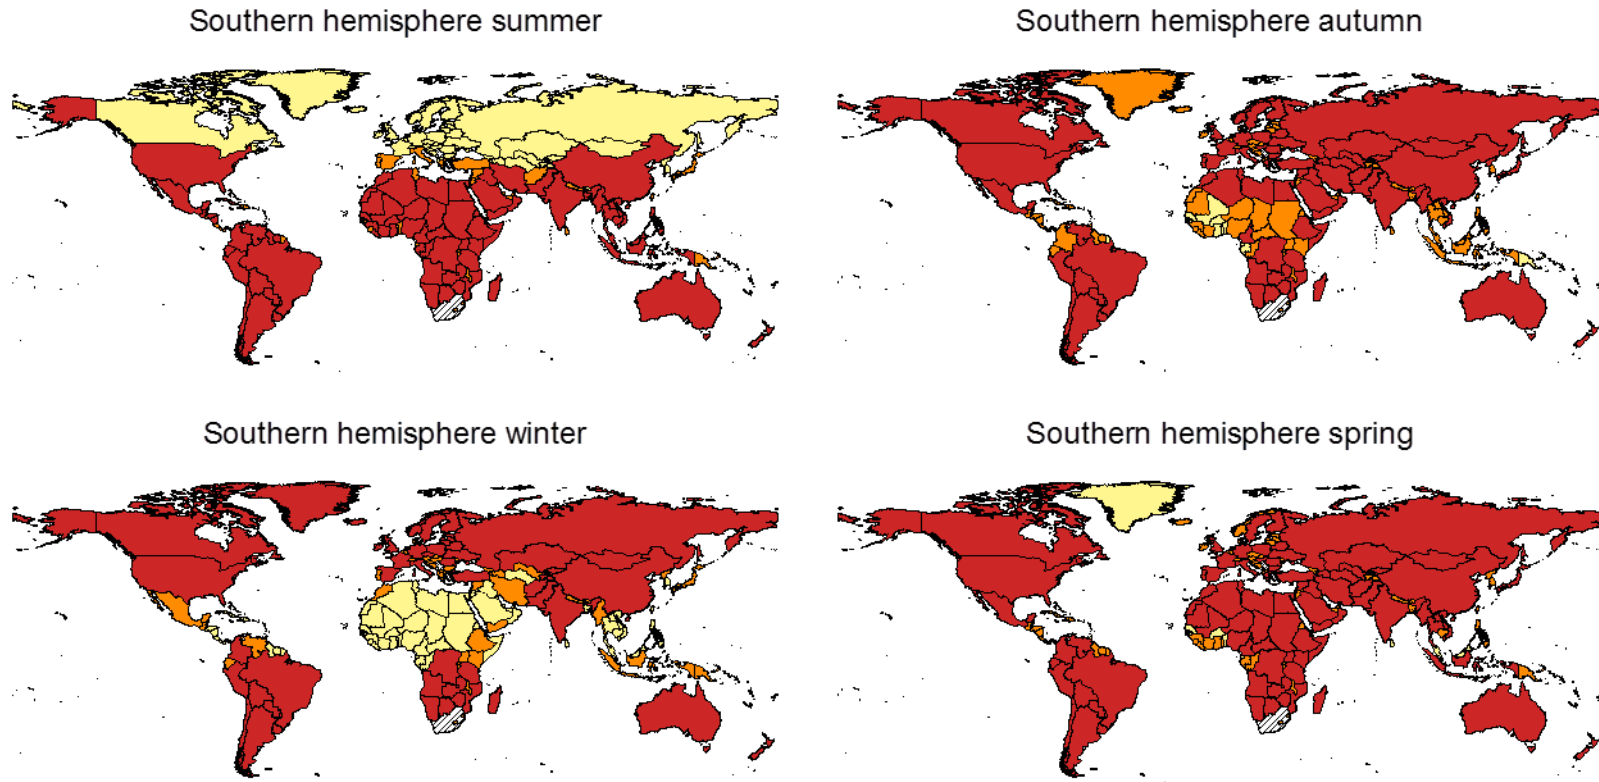 Southern hemisphere summer
Southern hemisphere autumn
Southern hemisphere winter
Southern hemisphere spring